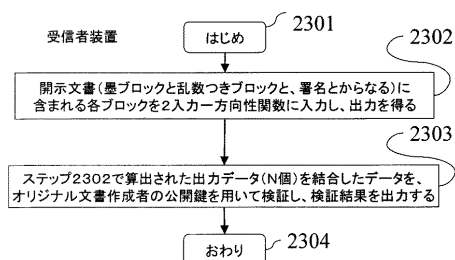 受信者装置
はじめ
2301
2302
開示文書(墨ブロックと乱数つきブロックと、署名とからなる)に
含まれる各ブロックを2入力一方向性関数に入力し、出力を得る
2303
ステップ2302で算出された出力データ(N個)を結合したデータを、
オリジナル文書作成者の公開鍵を用いて検証し、検証結果を出力する
おわり
2304